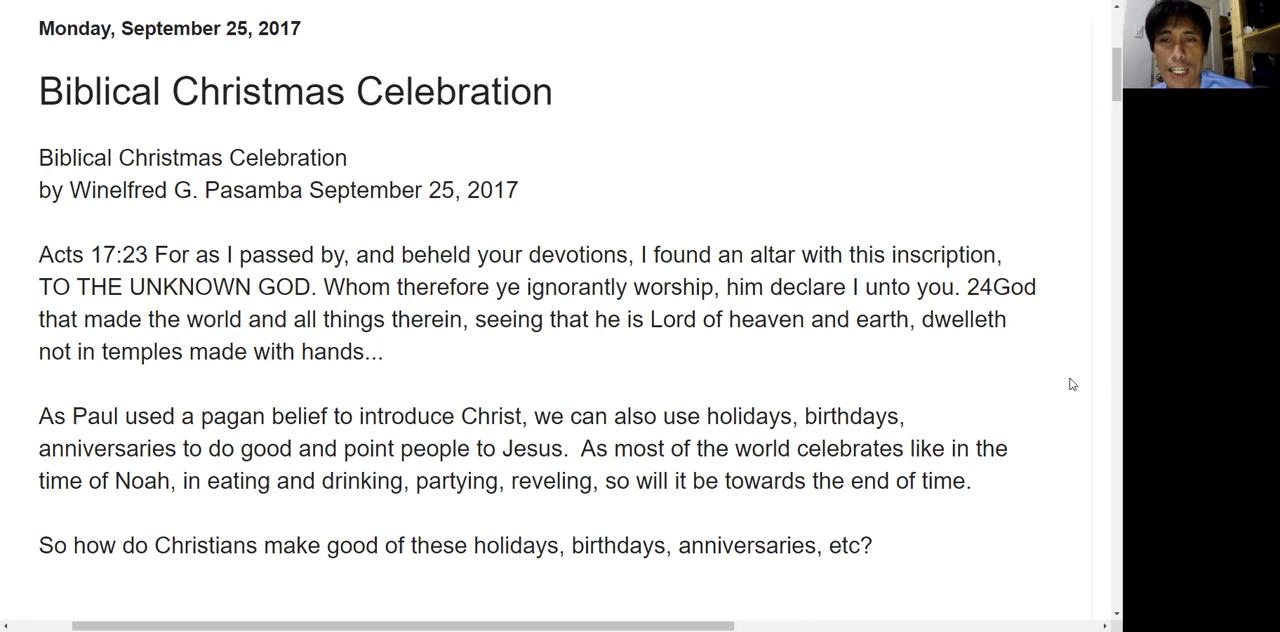 Monday, September 25, 2017
Biblical Christmas Celebration
Biblical Christmas Celebration
by Winelfred G. Pasamba September 25, 2017
Acts 17:23 For as I passed by, and beheld your devotions, I found an altar with this inscription,
TO THE UNKNOWN GOD. Whom therefore ye ignorantly worship, him declare I unto you. 24God
that made the world and all things therein, seeing that he is Lord of heaven and earth, dwelleth
not in temples made with hands...
As Paul used a pagan belief to introduce Christ, we can also use holidays, birthdays,
anniversaries to do good and point people to Jesus.  As most of the world celebrates like in the
time of Noah, in eating and drinking, partying, reveling, so will it be towards the end of time.
So how do Christians make good of these holidays, birthdays, anniversaries, etc?